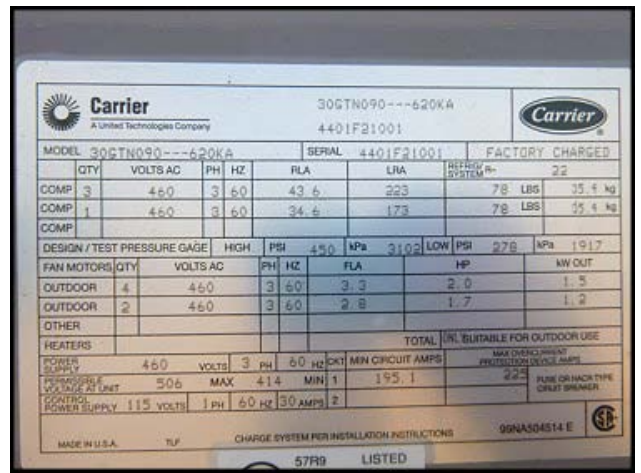 Carrier
A United Technologies Company
30GTN090---620KA
4401F21001
Carrier
MODEL 30GTN090---620KA SERIAL 4401F21001 FACTORY CHARGED
QTY VOLTS AC PH HZ RLA LRA REFRIG/ SYSTEM R- 22
COMP 3 460 3 60 43.6 223 78 LBS 35.4 kg
COMP 1 460 3 60 34.6 173 78 LBS 35.4 kg
COMP
DESIGN / TEST PRESSURE GAGE HIGH PSI 450 kPa 3102 LOW PSI 278 kPa 1917
FAN MOTORS QTY VOLTS AC PH HZ FLA HP kW OUT
OUTDOOR 4 460 3 60 3.3 2.0 1.5
OUTDOOR 2 460 3 60 2.8 1.7 1.2
OTHER
HEATERS TOTAL SUITABLE FOR OUTDOOR USE
POWER SUPPLY 460 VOLTS 3 PH 60 HZ CKT MIN CIRCUIT AMPS MAX OVERCURRENT PROTECTION DEVICE AMPS
PERMISSIBLE VOLTAGE AT UNIT 506 MAX 414 MIN 1 195.1 225 FUSE OR HACR TYPE CIRCUIT BREAKER
CONTROL POWER SUPPLY 115 VOLTS 1 PH 60 HZ 30 AMPS 2
MADE IN U.S.A. TLF CHARGE SYSTEM PER INSTALLATION INSTRUCTIONS 99NA504514 E
57R9 LISTED